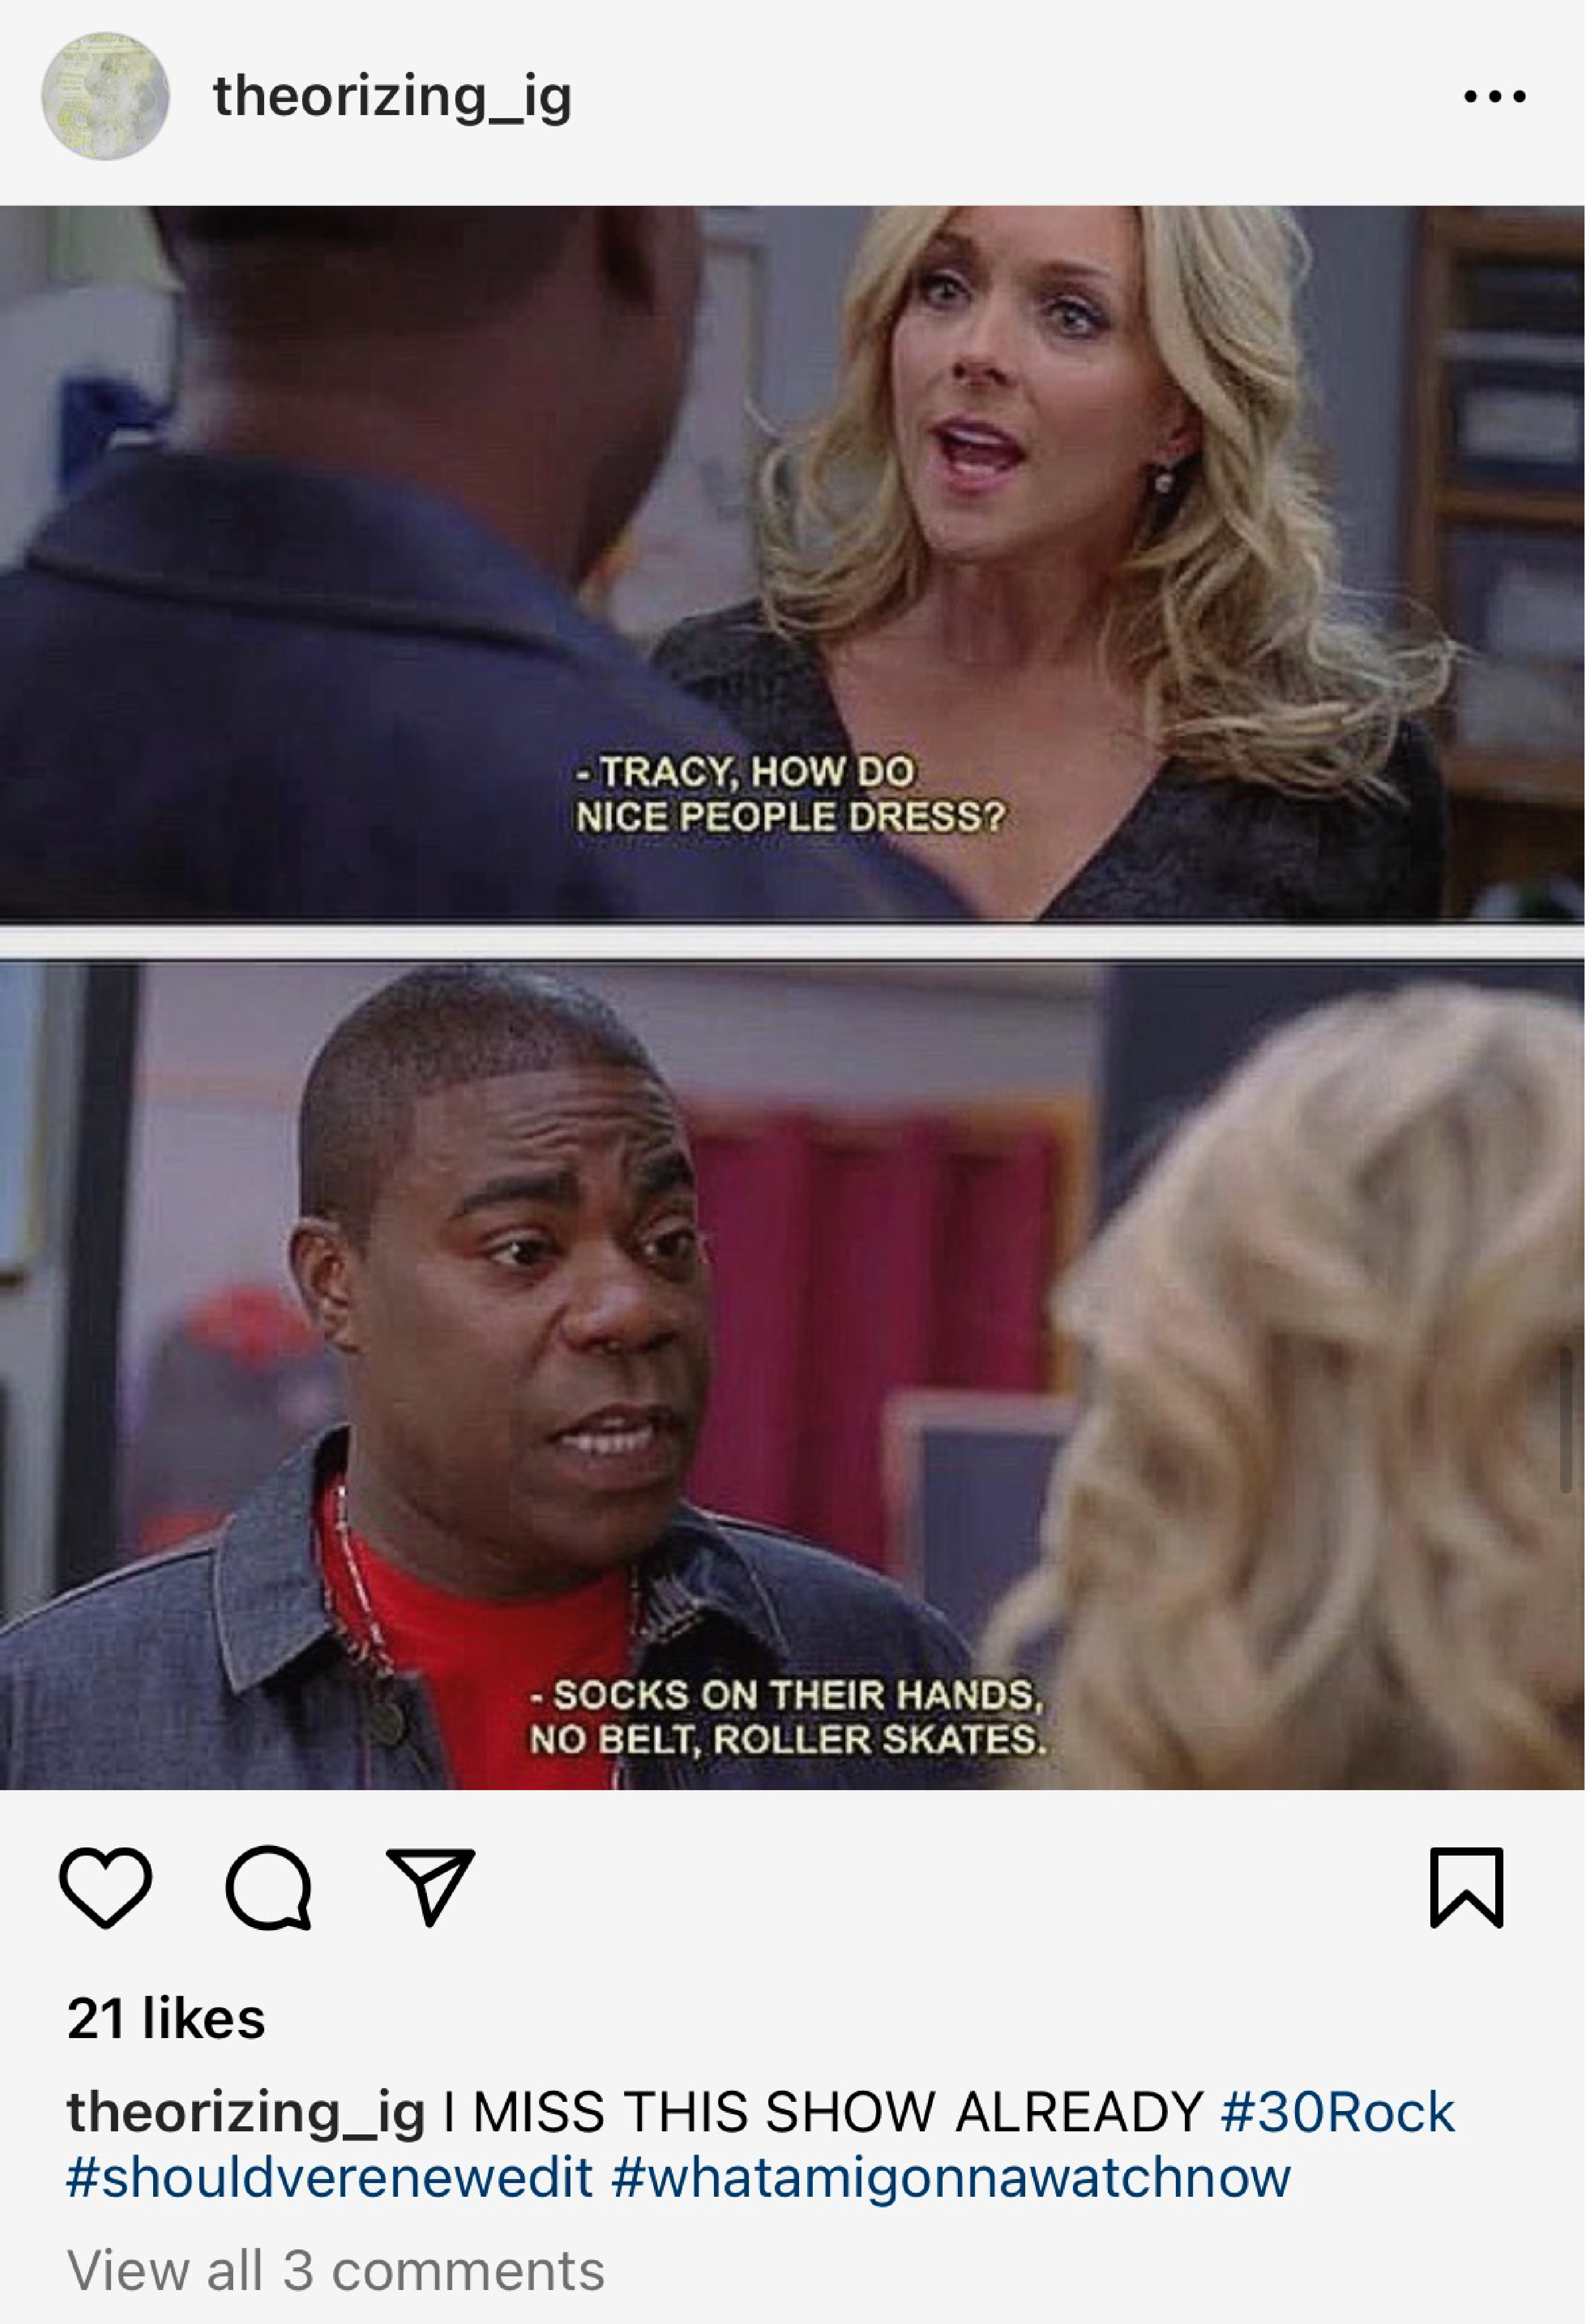 theorizing_ig
- TRACY, HOW DO
NICE PEOPLE DRESS?
- SOCKS ON THEIR HANDS,
NO BELT, ROLLER SKATES.
21 likes
theorizing_ig I MISS THIS SHOW ALREADY #30Rock
#shouldverenewedit #whatamigonnawatchnow
View all 3 comments